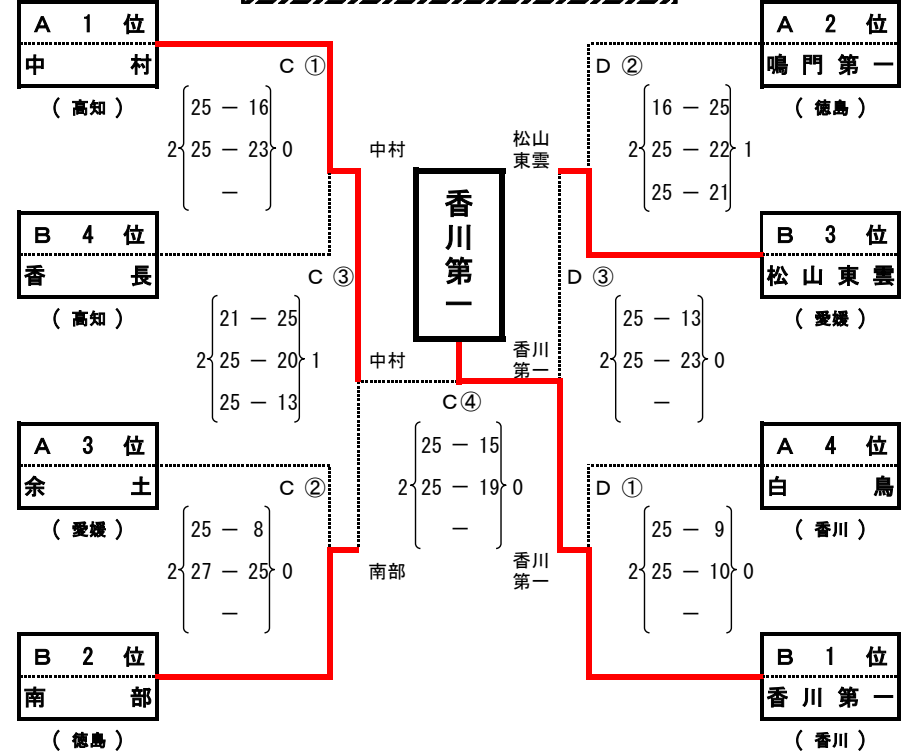 A 1 位
中 村
( 高知 )
A 2 位
鳴 門 第 一
( 徳島 )
C ①
25 － 16
2 25 － 23 0
－
中村
松山
東雲
D ②
16 － 25
2 25 － 22 1
25 － 21
香川第一
B 4 位
香 長
( 高知 )
B 3 位
松 山 東 雲
( 愛媛 )
C ③
21 － 25
2 25 － 20 1
25 － 13
中村
香川
第一
D ③
25 － 13
2 25 － 23 0
－
C④
25 － 15
2 25 － 19 0
－
A 3 位
余 土
( 愛媛 )
A 4 位
白 鳥
( 香川 )
C ②
25 － 8
2 27 － 25 0
－
南部
香川
第一
D ①
25 － 9
2 25 － 10 0
－
B 2 位
南 部
( 徳島 )
B 1 位
香 川 第 一
( 香川 )